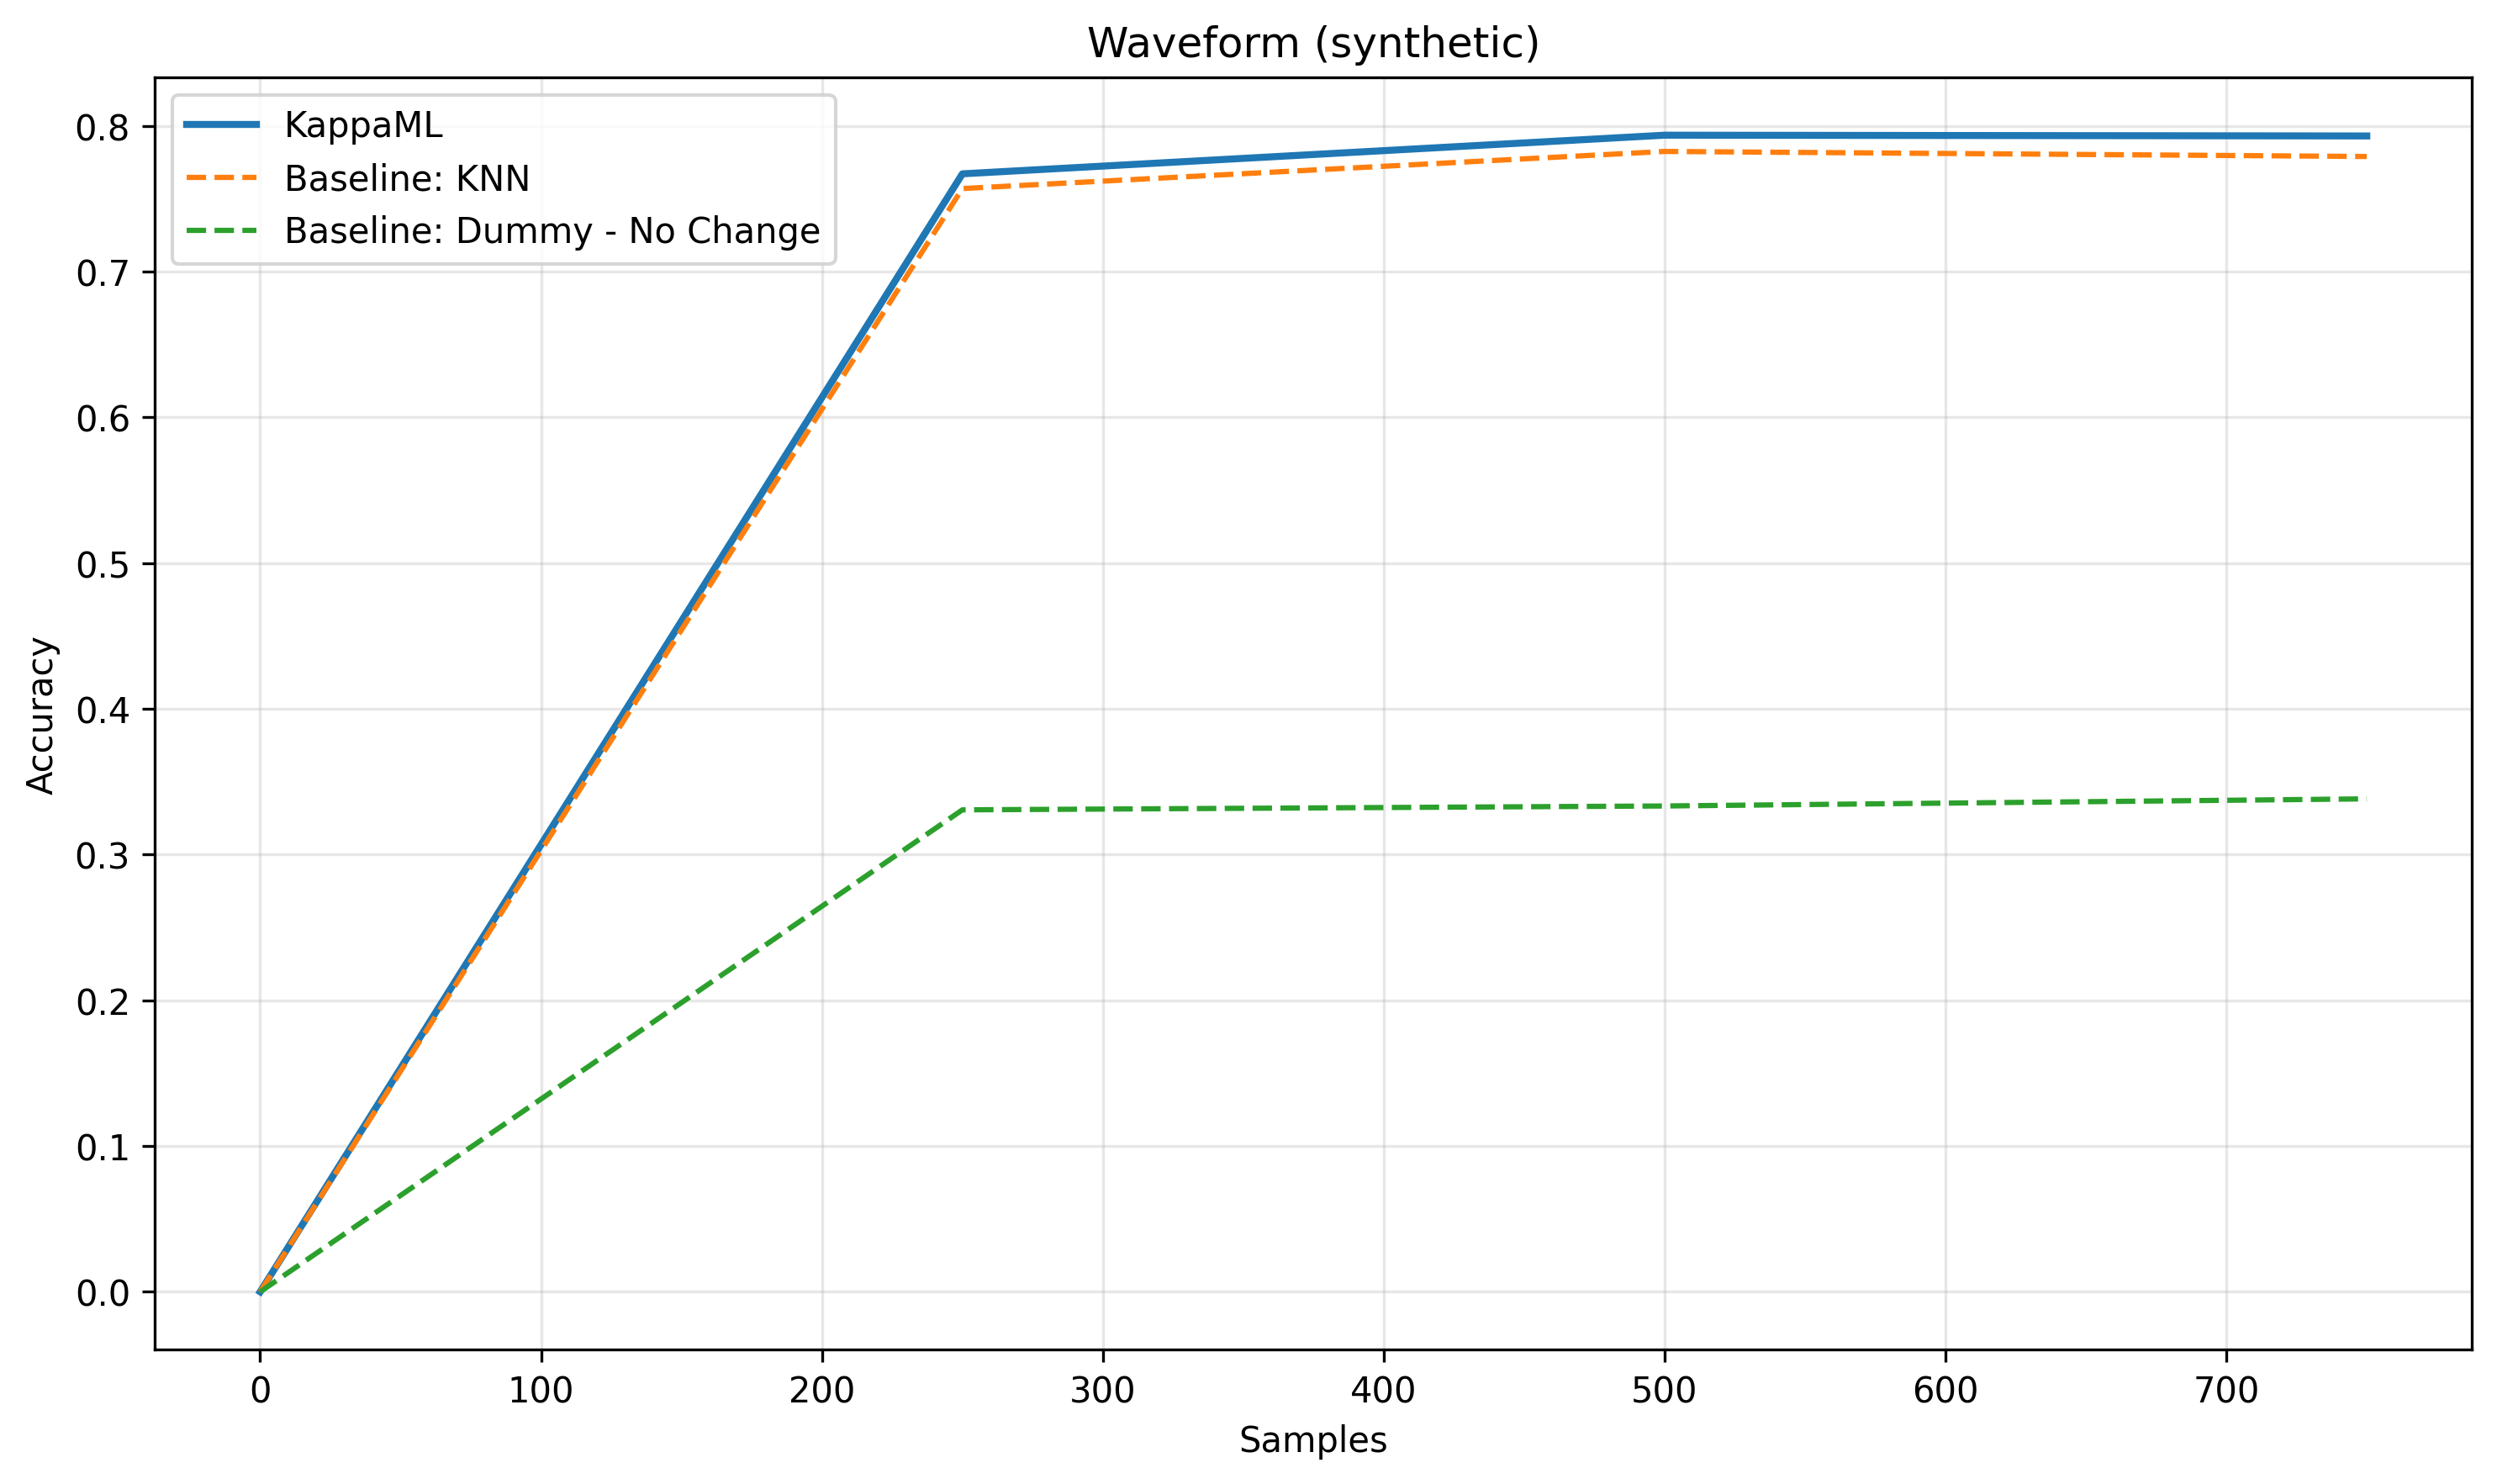 Waveform (synthetic)
KappaML
Baseline: KNN
Baseline: Dummy - No Change
0.8
0.7
0.6
0.5
0.4
0.3
0.2
0.1
0.0
Accuracy
0 100 200 300 400 500 600 700
Samples